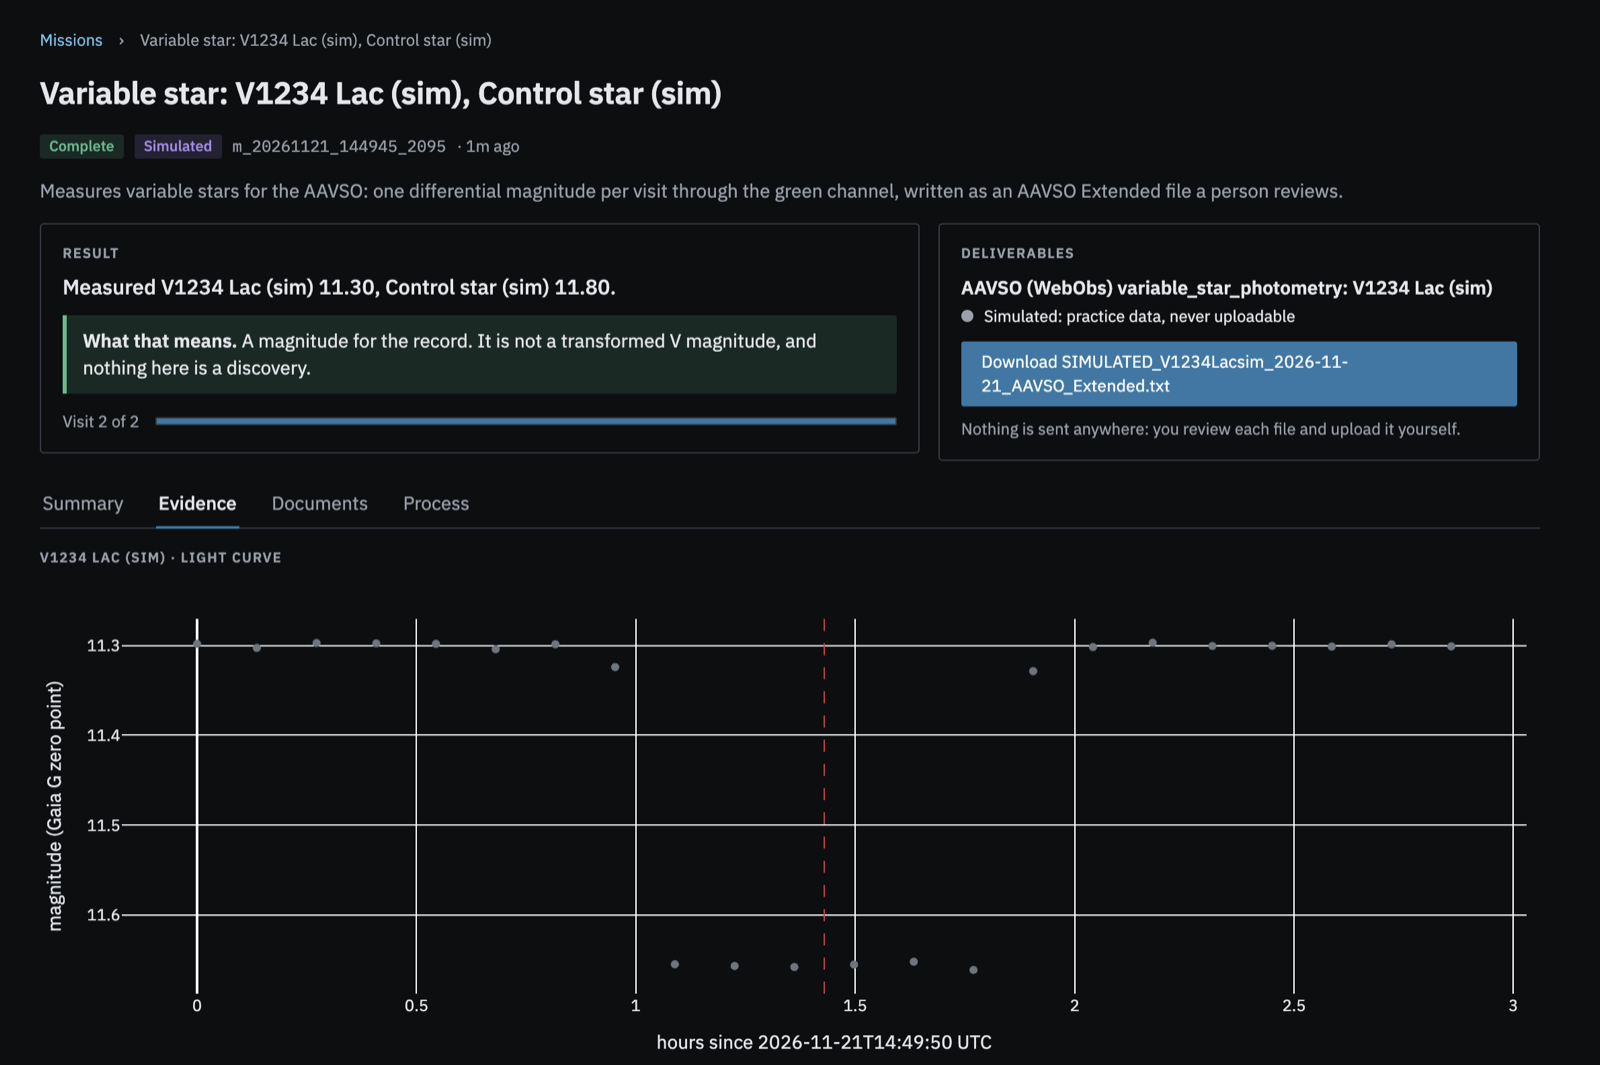 Missions › Variable star: V1234 Lac (sim), Control star (sim)
Variable star: V1234 Lac (sim), Control star (sim)
Complete Simulated m_20261121_144945_2095 · 1m ago
Measures variable stars for the AAVSO: one differential magnitude per visit through the green channel, written as an AAVSO Extended file a person reviews.
RESULT
Measured V1234 Lac (sim) 11.30, Control star (sim) 11.80.
What that means. A magnitude for the record. It is not a transformed V magnitude, and
nothing here is a discovery.
Visit 2 of 2
DELIVERABLES
AAVSO (WebObs) variable_star_photometry: V1234 Lac (sim)
Simulated: practice data, never uploadable
Download SIMULATED_V1234Lacsim_2026-11-
21_AAVSO_Extended.txt
Nothing is sent anywhere: you review each file and upload it yourself.
Summary Evidence Documents Process
V1234 LAC (SIM) · LIGHT CURVE
magnitude (Gaia G zero point)
11.3
11.4
11.5
11.6
0 0.5 1 1.5 2 2.5 3
hours since 2026-11-21T14:49:50 UTC